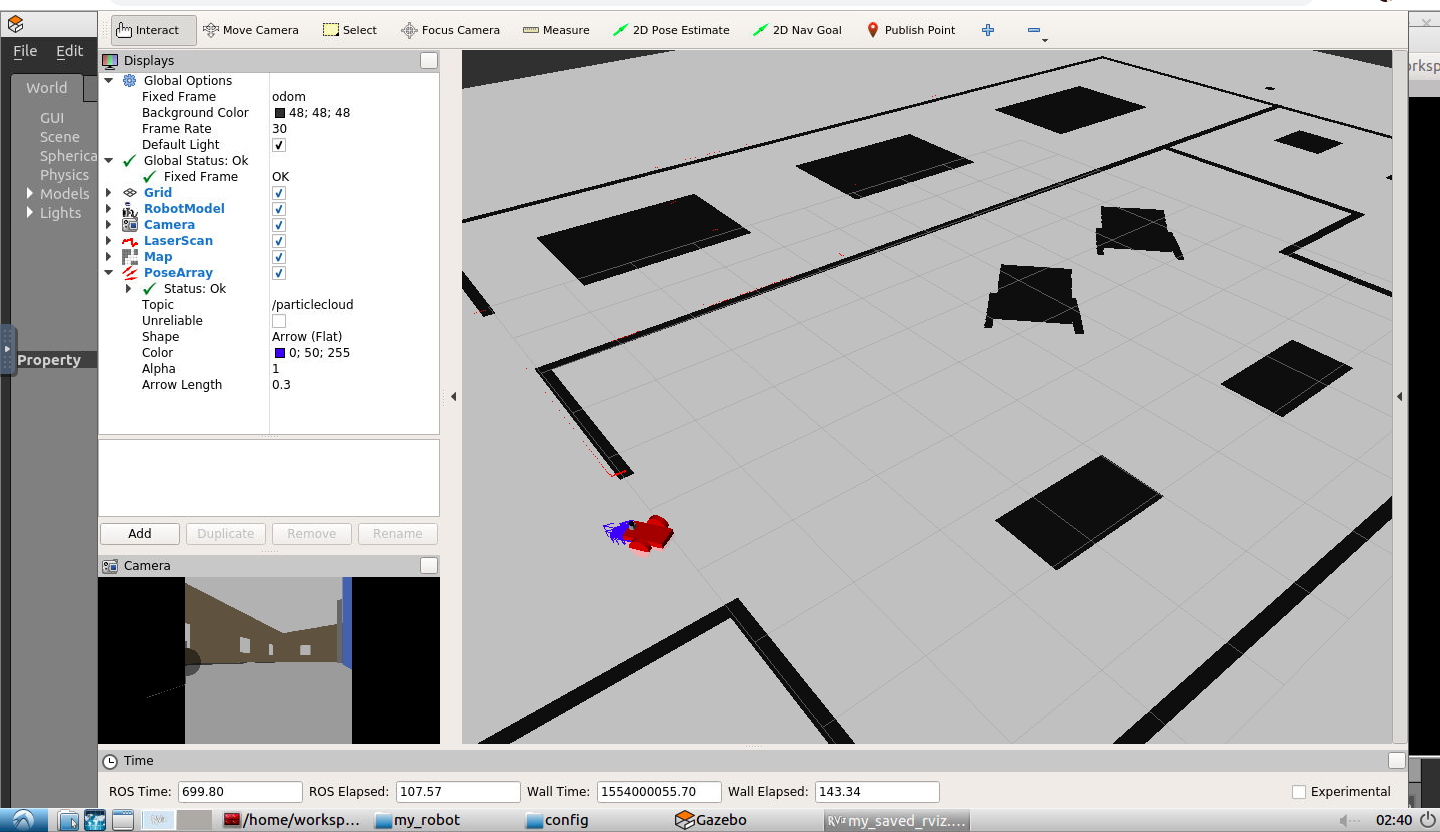 Interact Move Camera Select Focus Camera Measure 2D Pose Estimate 2D Nav Goal Publish Point
File Edit
World
GUI
Scene
Spherica
Physics
Models
Lights
Property
Displays
Global Options
Fixed Frame odom
Background Color 48; 48; 48
Frame Rate 30
Default Light
Global Status: Ok
Fixed Frame OK
Grid
RobotModel
Camera
LaserScan
Map
PoseArray
Status: Ok
Topic /particlecloud
Unreliable
Shape Arrow (Flat)
Color 0; 50; 255
Alpha 1
Arrow Length 0.3
Add Duplicate Remove Rename
Camera
orksp
Time
ROS Time: 699.80 ROS Elapsed: 107.57 Wall Time: 1554000055.70 Wall Elapsed: 143.34 Experimental
/home/worksp... my_robot config Gazebo RViz my_saved_rviz.... 02:40